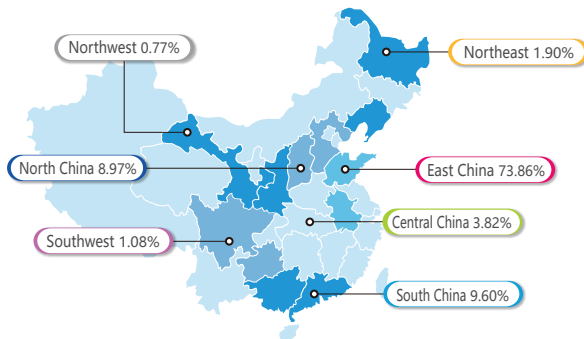 Northwest 0.77%
Northeast 1.90%
North China 8.97%
East China 73.86%
Southwest 1.08%
Central China 3.82%
South China 9.60%